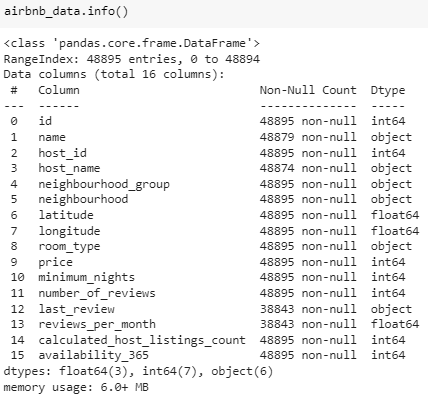 airbnb_data.info()
<class 'pandas.core.frame.DataFrame'>
RangeIndex: 48895 entries, 0 to 48894
Data columns (total 16 columns):
 #   Column                          Non-Null Count  Dtype
---  ------                          --------------  -----
 0   id                              48895 non-null  int64
 1   name                            48879 non-null  object
 2   host_id                         48895 non-null  int64
 3   host_name                       48874 non-null  object
 4   neighbourhood_group             48895 non-null  object
 5   neighbourhood                   48895 non-null  object
 6   latitude                        48895 non-null  float64
 7   longitude                       48895 non-null  float64
 8   room_type                       48895 non-null  object
 9   price                           48895 non-null  int64
 10  minimum_nights                  48895 non-null  int64
 11  number_of_reviews               48895 non-null  int64
 12  last_review                     38843 non-null  object
 13  reviews_per_month               38843 non-null  float64
 14  calculated_host_listings_count  48895 non-null  int64
 15  availability_365                48895 non-null  int64
dtypes: float64(3), int64(7), object(6)
memory usage: 6.0+ MB